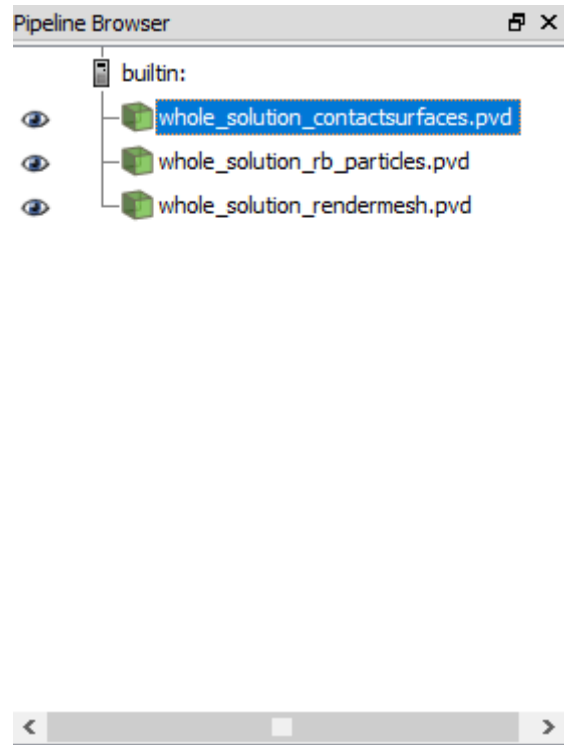 Pipeline Browser
builtin:
whole_solution_contactsurfaces.pvd
whole_solution_rb_particles.pvd
whole_solution_rendermesh.pvd